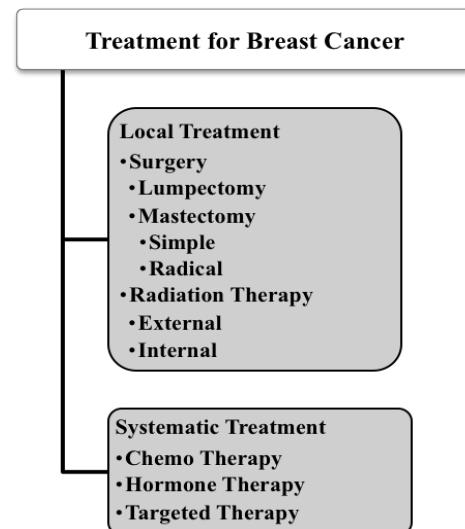 Treatment for Breast Cancer
Local Treatment
•Surgery
•Lumpectomy
•Mastectomy
•Simple
•Radical
•Radiation Therapy
•External
•Internal
Systematic Treatment
•Chemo Therapy
•Hormone Therapy
•Targeted Therapy